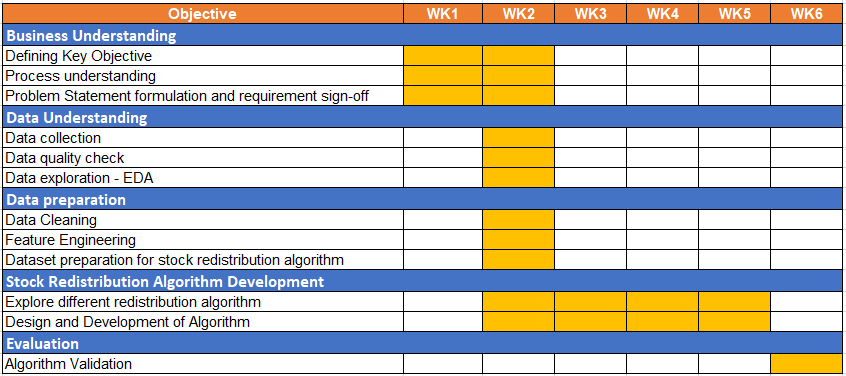 Objective WK1 WK2 WK3 WK4 WK5 WK6
Business Understanding
Defining Key Objective
Process understanding
Problem Statement formulation and requirement sign-off
Data Understanding
Data collection
Data quality check
Data exploration - EDA
Data preparation
Data Cleaning
Feature Engineering
Dataset preparation for stock redistribution algorithm
Stock Redistribution Algorithm Development
Explore different redistribution algorithm
Design and Development of Algorithm
Evaluation
Algorithm Validation